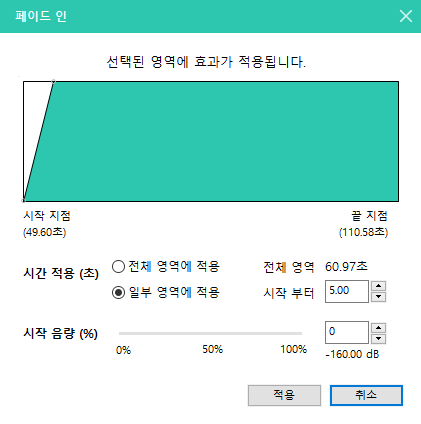 페이드 인
선택된 영역에 효과가 적용됩니다.
시작 지점 끝 지점
(49.60초) (110.58초)
시간 적용 (초) 전체 영역에 적용 전체 영역 60.97초
일부 영역에 적용 시작 부터 5.00
시작 음량 (%) 0
0% 50% 100% -160.00 dB
적용 취소